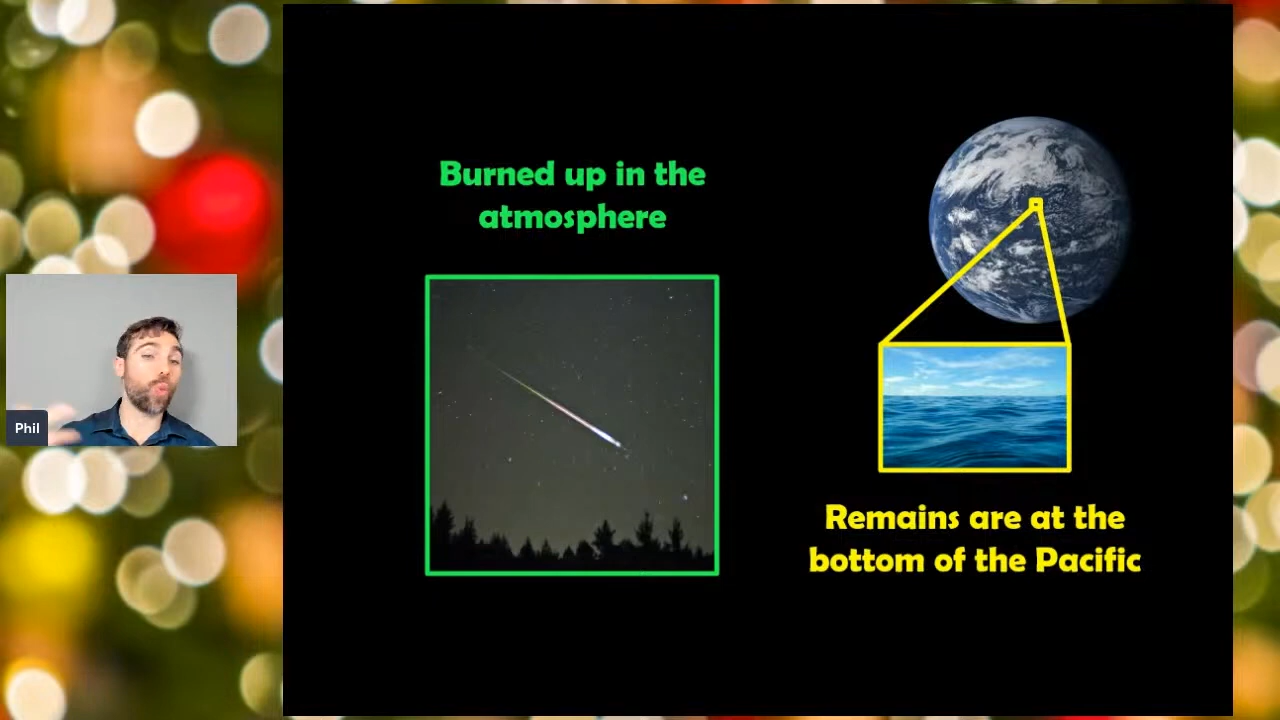 Burned up in the
atmosphere
Phil
Remains are at the
bottom of the Pacific